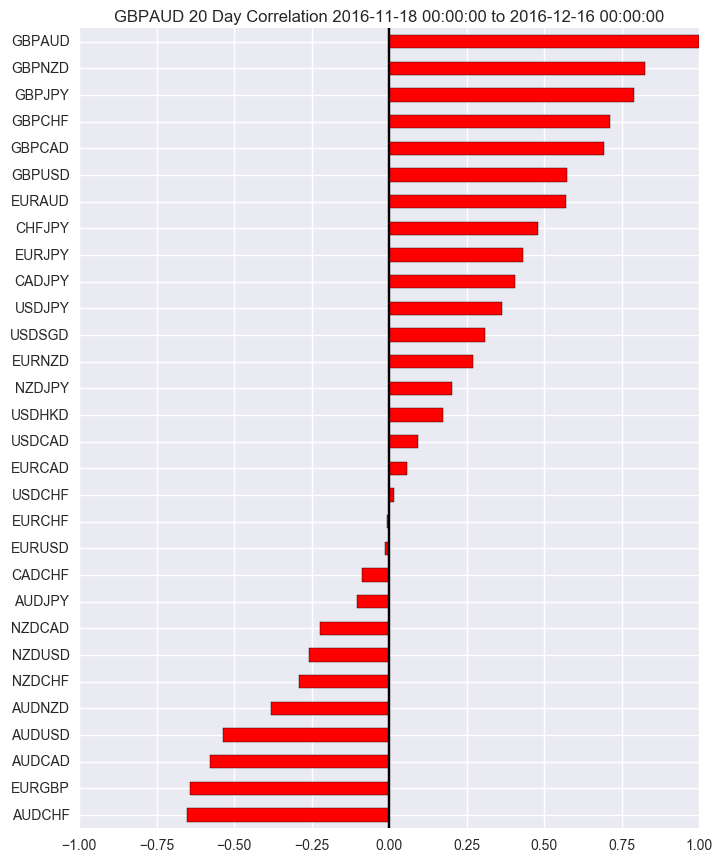 GBPAUD 20 Day Correlation 2016-11-18 00:00:00 to 2016-12-16 00:00:00
GBPAUD
GBPNZD
GBPJPY
GBPCHF
GBPCAD
GBPUSD
EURAUD
CHFJPY
EURJPY
CADJPY
USDJPY
USDSGD
EURNZD
NZDJPY
USDHKD
USDCAD
EURCAD
USDCHF
EURCHF
EURUSD
CADCHF
AUDJPY
NZDCAD
NZDUSD
NZDCHF
AUDNZD
AUDUSD
AUDCAD
EURGBP
AUDCHF
−1.00 −0.75 −0.50 −0.25 0.00 0.25 0.50 0.75 1.00